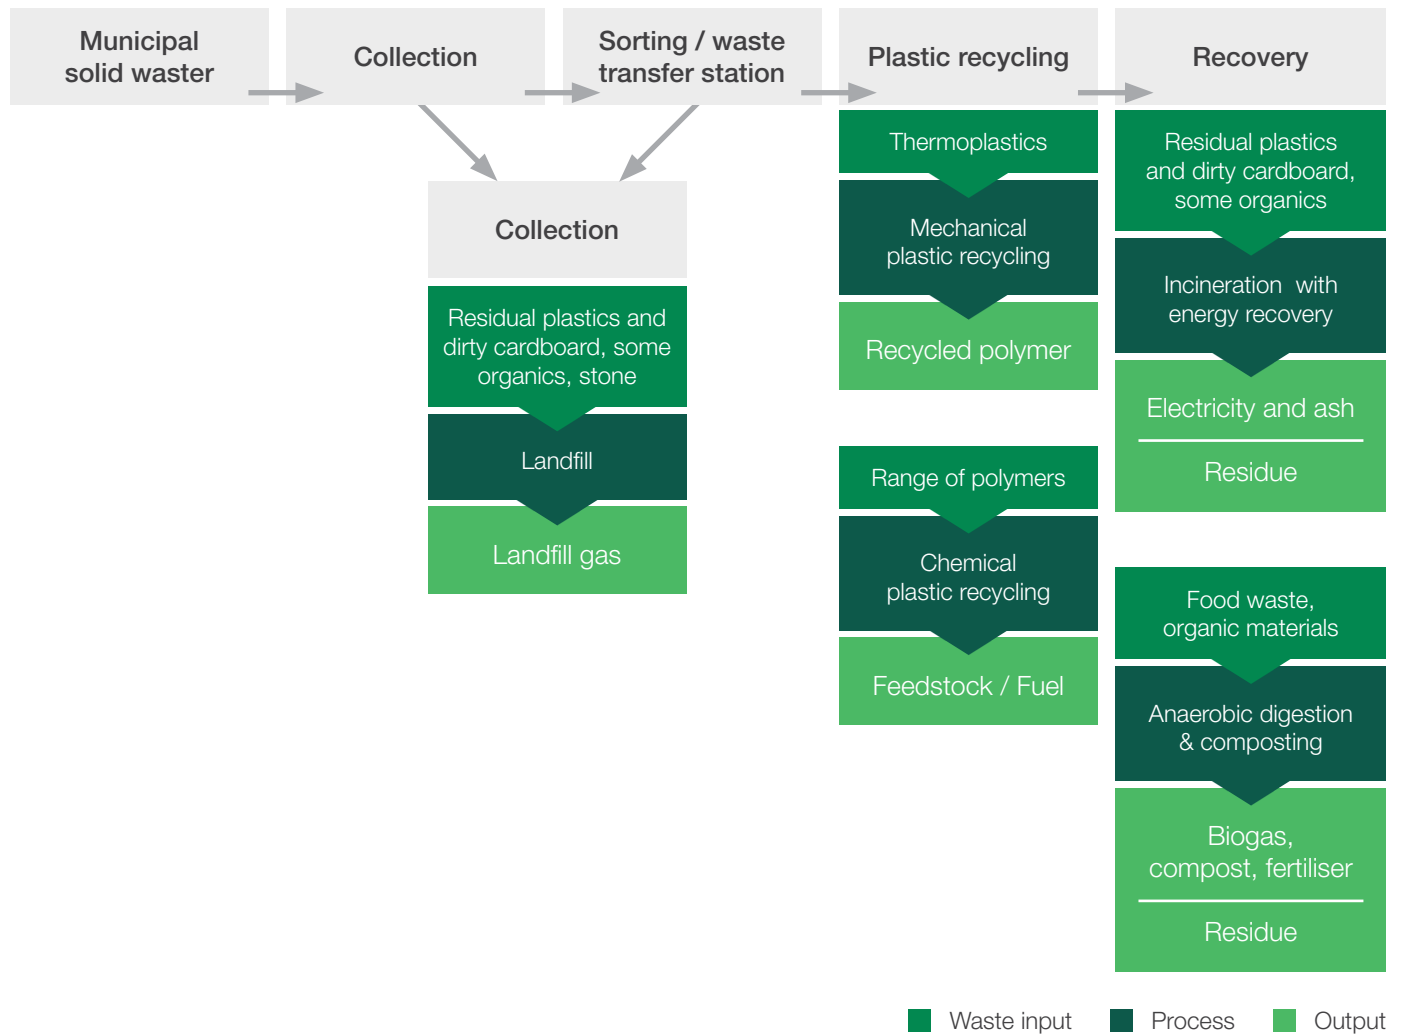 Municipal
solid waster
Collection
Sorting / waste
transfer station
Plastic recycling
Recovery
Collection
Residual plastics and
dirty cardboard, some
organics, stone
Landfill
Landfill gas
Thermoplastics
Mechanical
plastic recycling
Recycled polymer
Range of polymers
Chemical
plastic recycling
Feedstock / Fuel
Residual plastics
and dirty cardboard,
some organics
Incineration with
energy recovery
Electricity and ash
Residue
Food waste,
organic materials
Anaerobic digestion
& composting
Biogas,
compost, fertiliser
Residue
Waste input
Process
Output